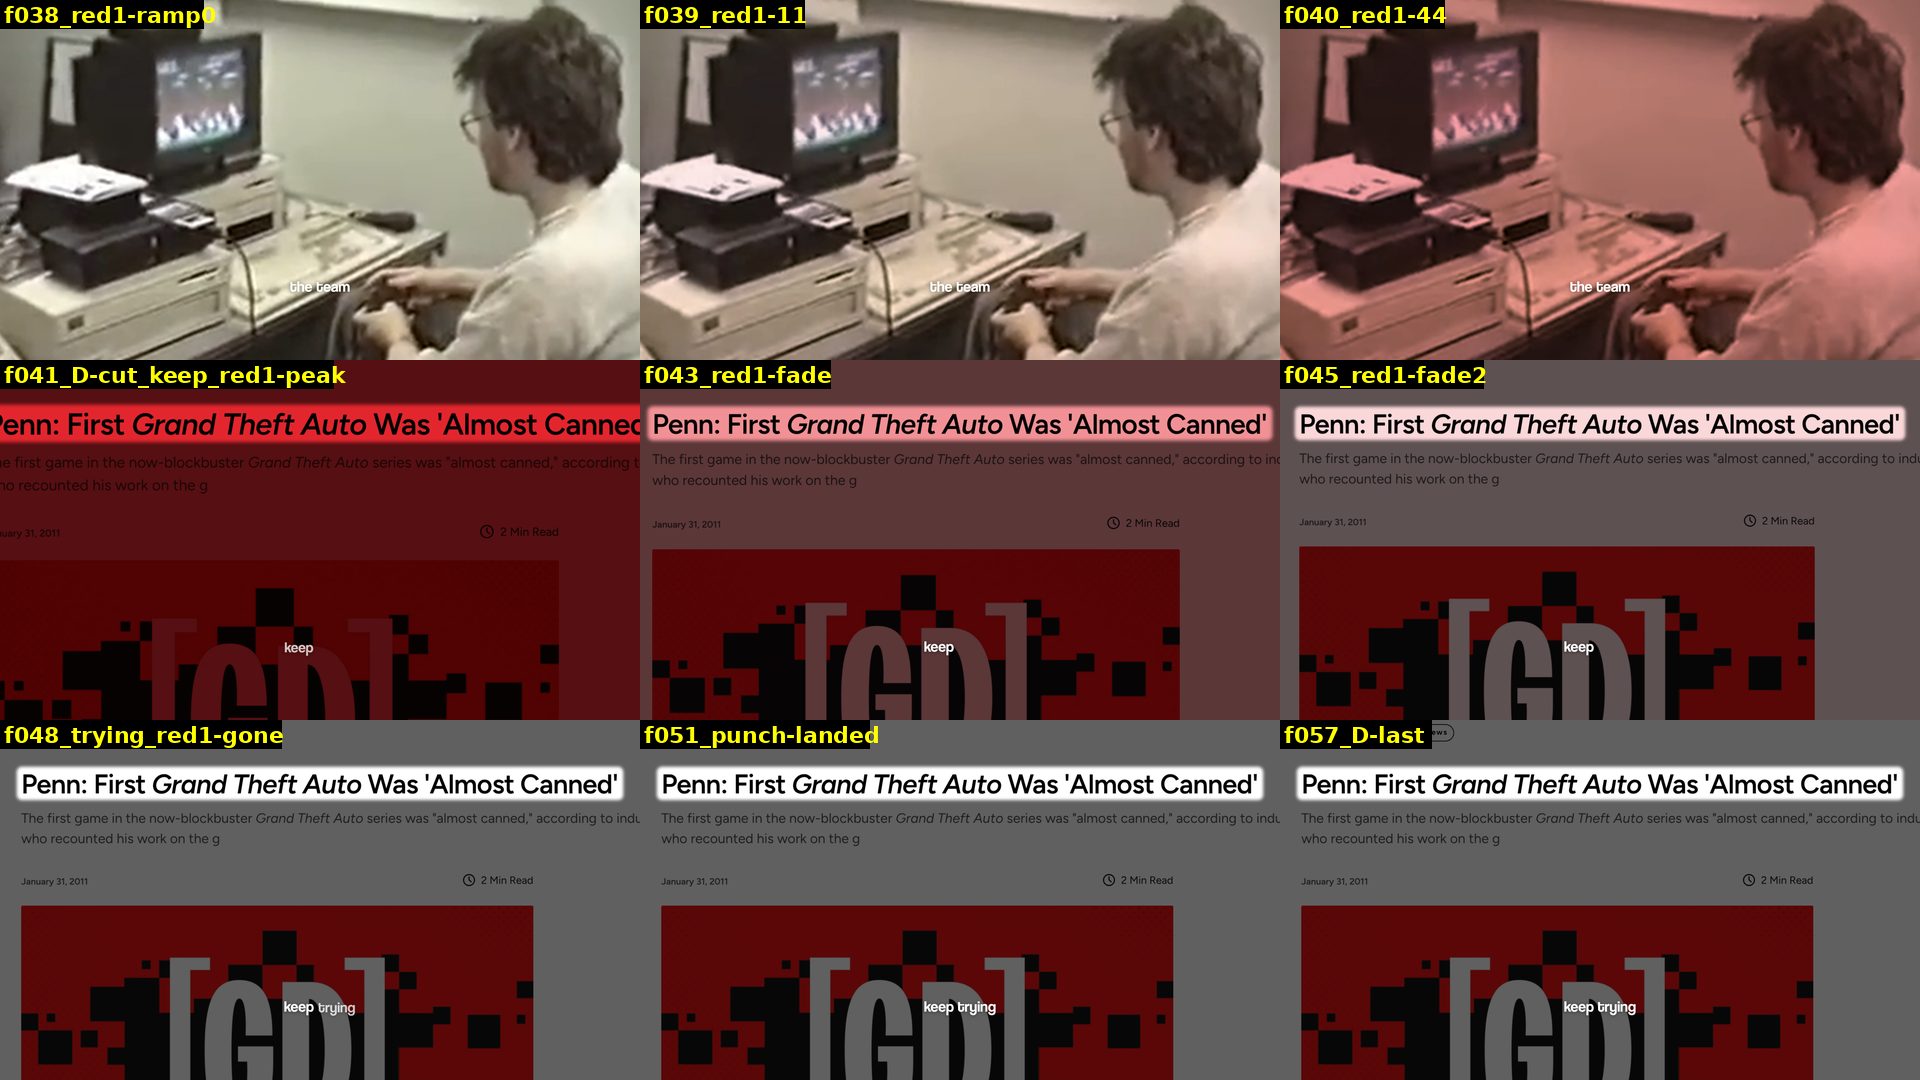 f038_red1-ramp0
the team
f039_red1-11
the team
f040_red1-44
the team
f041_D-cut_keep_red1-peak
Penn: First Grand Theft Auto Was 'Almost Canned
e first game in the now-blockbuster Grand Theft Auto series was "almost canned," according t
ho recounted his work on the g
uary 31, 2011
2 Min Read
[GD]
keep
f043_red1-fade
Penn: First Grand Theft Auto Was 'Almost Canned'
The first game in the now-blockbuster Grand Theft Auto series was "almost canned," according to ind
who recounted his work on the g
January 31, 2011
2 Min Read
[GD]
keep
f045_red1-fade2
Penn: First Grand Theft Auto Was 'Almost Canned'
The first game in the now-blockbuster Grand Theft Auto series was "almost canned," according to indu
who recounted his work on the g
January 31, 2011
2 Min Read
[GD]
keep
f048_trying_red1-gone
Penn: First Grand Theft Auto Was 'Almost Canned'
The first game in the now-blockbuster Grand Theft Auto series was "almost canned," according to indu
who recounted his work on the g
January 31, 2011
2 Min Read
[GD]
keep trying
f051_punch-landed
Penn: First Grand Theft Auto Was 'Almost Canned'
The first game in the now-blockbuster Grand Theft Auto series was "almost canned," according to indu
who recounted his work on the g
January 31, 2011
2 Min Read
[GD]
keep trying
f057_D-last
ews
Penn: First Grand Theft Auto Was 'Almost Canned'
The first game in the now-blockbuster Grand Theft Auto series was "almost canned," according to indu
who recounted his work on the g
January 31, 2011
2 Min Read
[GD]
keep trying